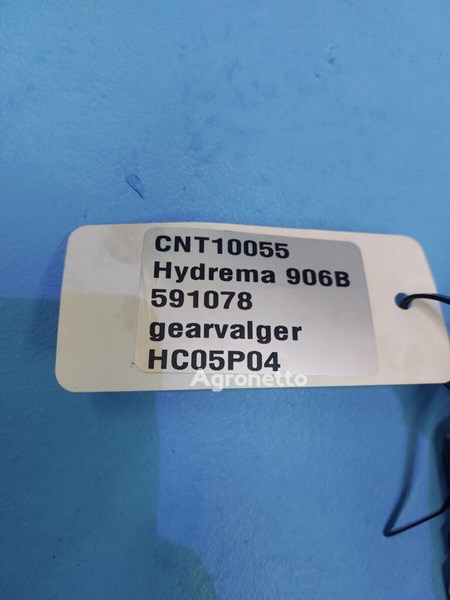 CNT10055
Hydrema 906B
591078
gearvalger
HC05P04
Agronetto